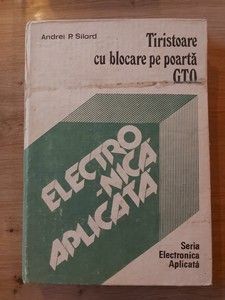 Andrei P. Silard
Tiristoare
cu blocare pe poartă
GTO
ELECTRO
NICĂ
APLICATĂ
Seria
Electronica
Aplicată